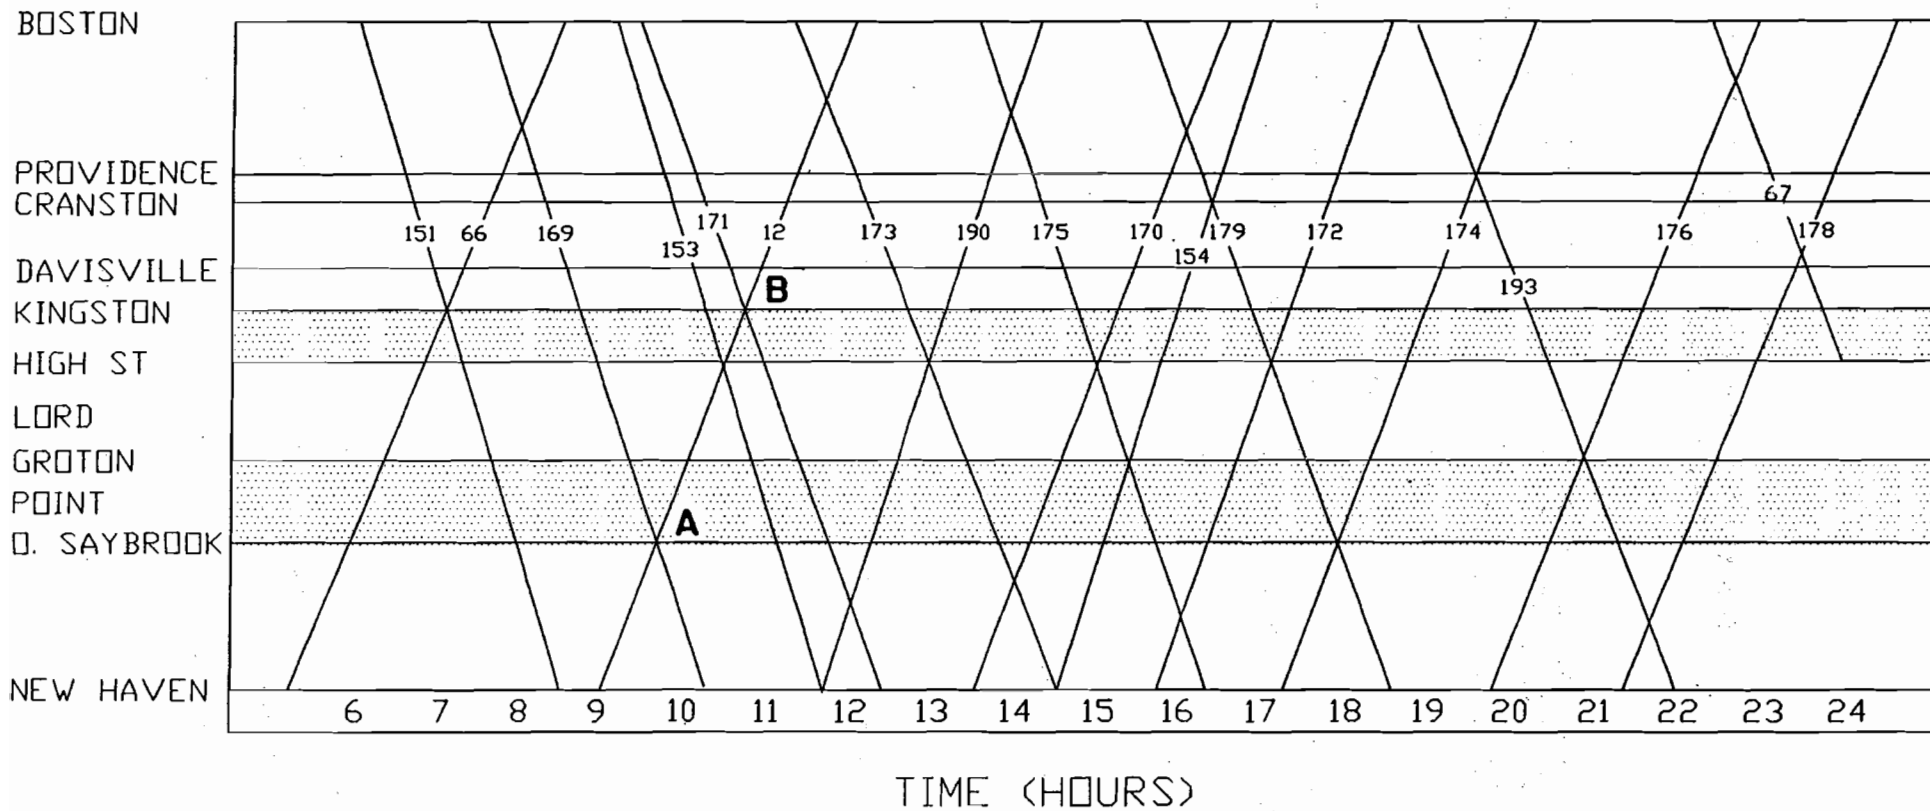 BOSTON
PROVIDENCE
CRANSTON
151 66 169 153 171 12 173 190 175 170 154 179 172 174 193 176 67 178
DAVISVILLE
B
KINGSTON
HIGH ST
LORD
GROTON
POINT
A
O. SAYBROOK
NEW HAVEN
6 7 8 9 10 11 12 13 14 15 16 17 18 19 20 21 22 23 24
TIME (HOURS)